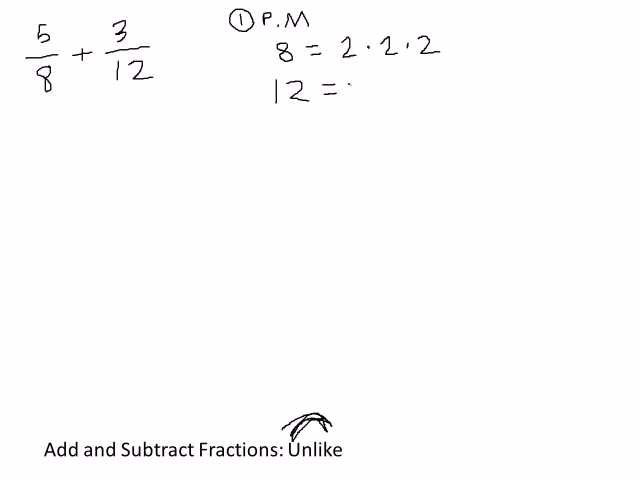 5/8 + 3/12
① P.M
8 = 2 · 2 · 2
12 =
Add and Subtract Fractions: Unlike